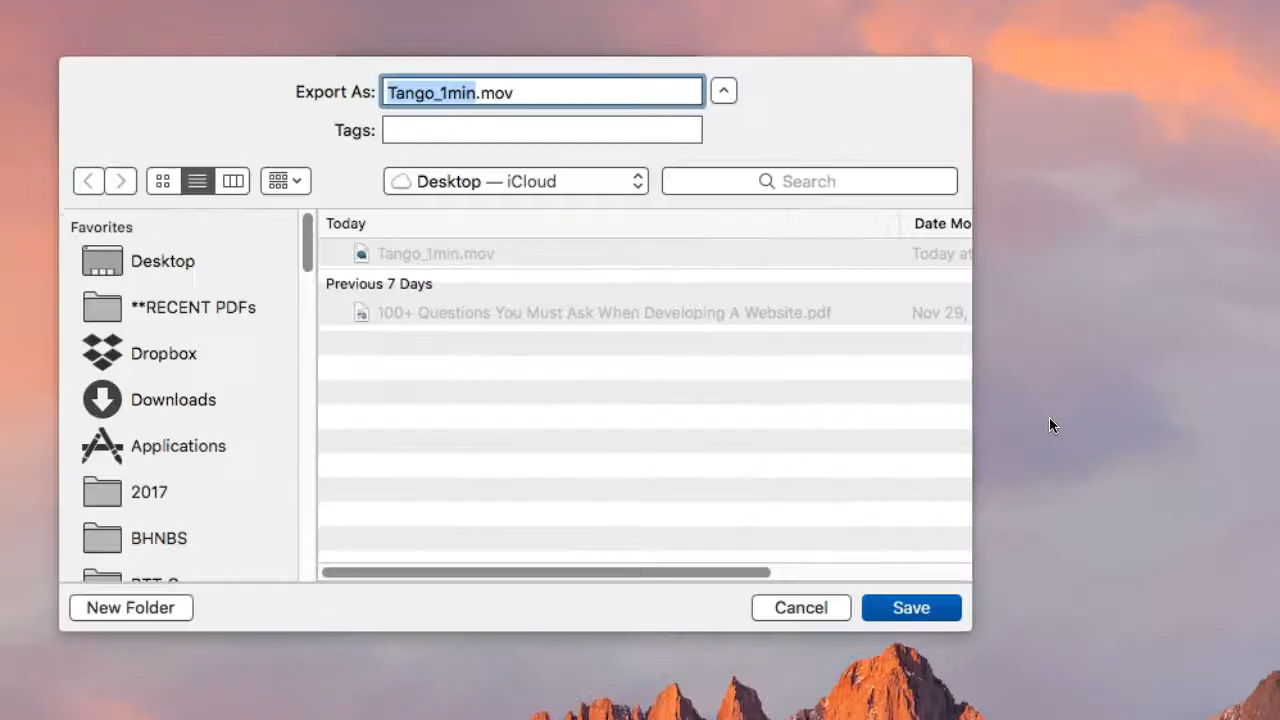 Export As: Tango_1min.mov
Tags:
Desktop — iCloud
Search
Favorites
Desktop
**RECENT PDFs
Dropbox
Downloads
Applications
2017
BHNBS
Today
Date Mo
Tango_1min.mov
Today at
Previous 7 Days
100+ Questions You Must Ask When Developing A Website.pdf
Nov 29,
New Folder
Cancel
Save